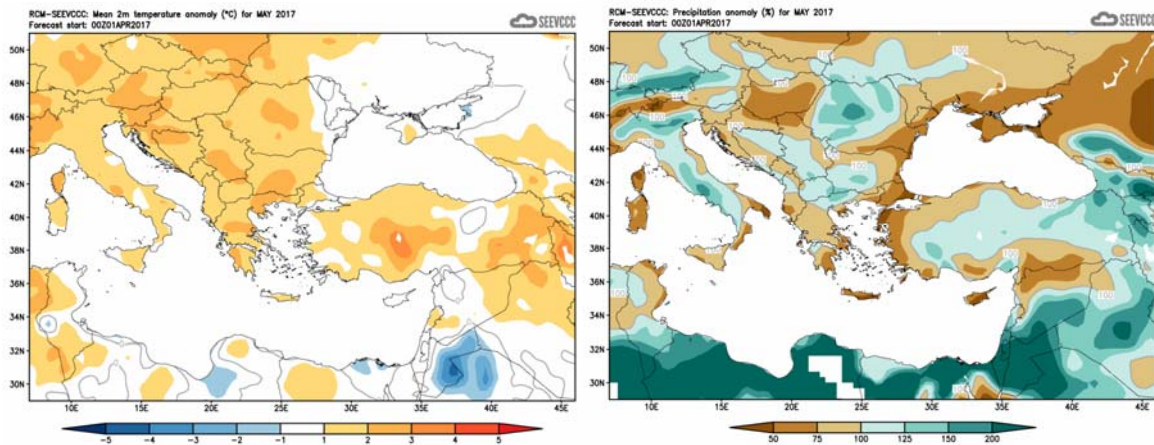 RCM-SEEVCCC: Mean 2m temperature anomaly (°C) for MAY 2017
Forecast start: 00Z01APR2017
SEEVCCC
50N
48N
46N
44N
42N
40N
38N
36N
34N
32N
30N
10E 15E 20E 25E 30E 35E 40E 45E
-5 -4 -3 -2 -1 1 2 3 4 5
RCM-SEEVCCC: Precipitation anomaly (%) for MAY 2017
Forecast start: 00Z01APR2017
SEEVCCC
50N
48N
46N
44N
42N
40N
38N
36N
34N
32N
30N
10E 15E 20E 25E 30E 35E 40E 45E
50 75 100 125 150 200